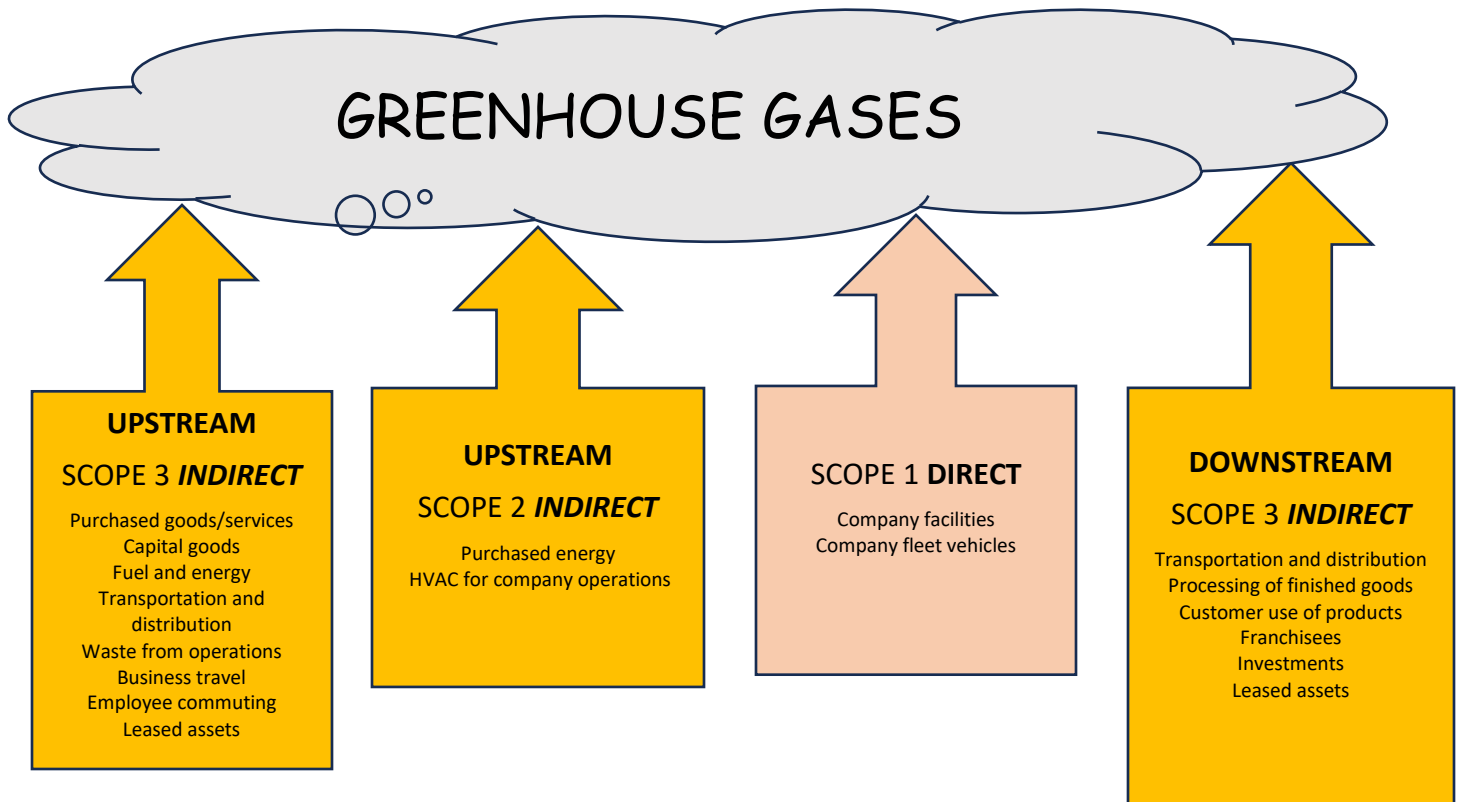 GREENHOUSE GASES
UPSTREAM
SCOPE 3 INDIRECT
Purchased goods/services
Capital goods
Fuel and energy
Transportation and
distribution
Waste from operations
Business travel
Employee commuting
Leased assets
UPSTREAM
SCOPE 2 INDIRECT
Purchased energy
HVAC for company operations
SCOPE 1 DIRECT
Company facilities
Company fleet vehicles
DOWNSTREAM
SCOPE 3 INDIRECT
Transportation and distribution
Processing of finished goods
Customer use of products
Franchisees
Investments
Leased assets